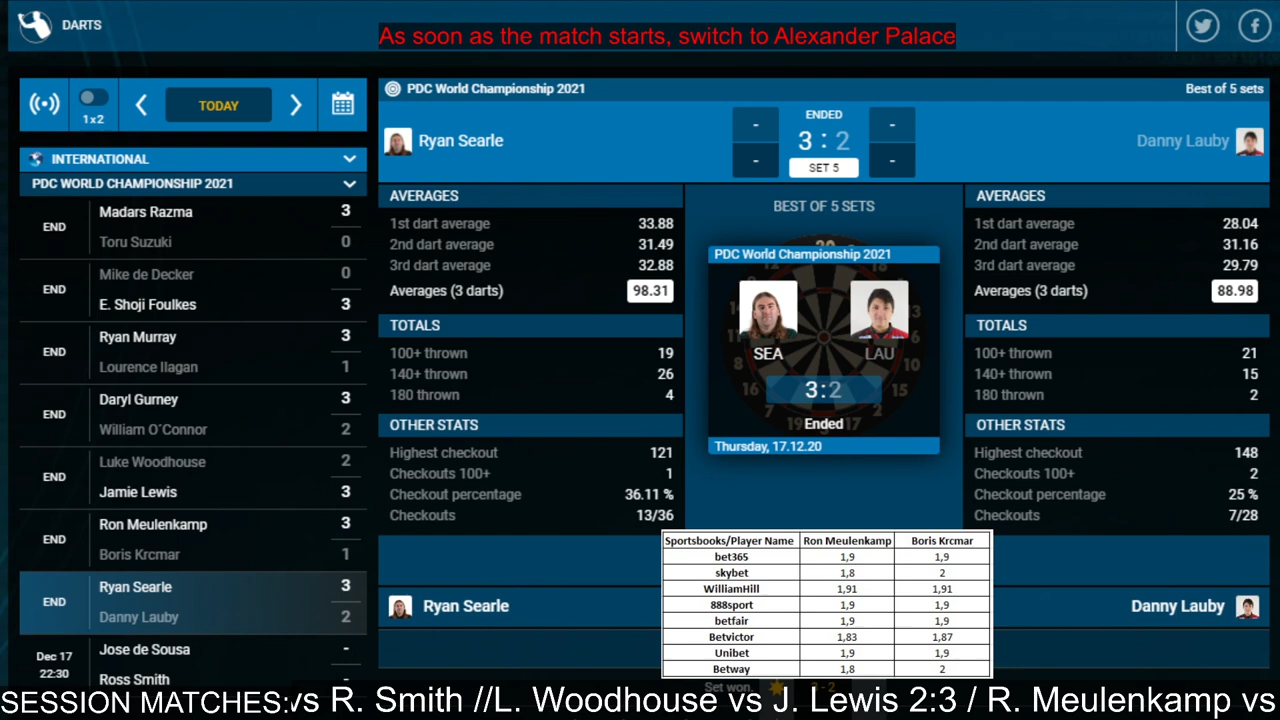 DARTS
As soon as the match starts, switch to Alexander Palace
1x2
TODAY
INTERNATIONAL
PDC WORLD CHAMPIONSHIP 2021
END
Madars Razma 3
Toru Suzuki 0
END
Mike de Decker 0
E. Shoji Foulkes 3
END
Ryan Murray 3
Lourence Ilagan 1
END
Daryl Gurney 3
William O´Connor 2
END
Luke Woodhouse 2
Jamie Lewis 3
END
Ron Meulenkamp 3
Boris Krcmar 1
END
Ryan Searle 3
Danny Lauby 2
Dec 17
22:30
Jose de Sousa -
Ross Smith -
PDC World Championship 2021 Best of 5 sets
Ryan Searle
-
-
ENDED
3 : 2
SET 5
-
-
Danny Lauby
AVERAGES
1st dart average 33.88
2nd dart average 31.49
3rd dart average 32.88
Averages (3 darts) 98.31
TOTALS
100+ thrown 19
140+ thrown 26
180 thrown 4
OTHER STATS
Highest checkout 121
Checkouts 100+ 1
Checkout percentage 36.11 %
Checkouts 13/36
BEST OF 5 SETS
PDC World Championship 2021
SEA LAU
3:2
Ended
Thursday, 17.12.20
AVERAGES
1st dart average 28.04
2nd dart average 31.16
3rd dart average 29.79
Averages (3 darts) 88.98
TOTALS
100+ thrown 21
140+ thrown 15
180 thrown 2
OTHER STATS
Highest checkout 148
Checkouts 100+ 2
Checkout percentage 25 %
Checkouts 7/28
Sportsbooks/Player Name Ron Meulenkamp Boris Krcmar
bet365 1,9 1,9
skybet 1,8 2
WilliamHill 1,91 1,91
888sport 1,9 1,9
betfair 1,9 1,9
Betvictor 1,83 1,87
Unibet 1,9 1,9
Betway 1,8 2
Ryan Searle Danny Lauby
Set won.
SESSION MATCHES: vs R. Smith //L. Woodhouse vs J. Lewis 2:3 / R. Meulenkamp vs